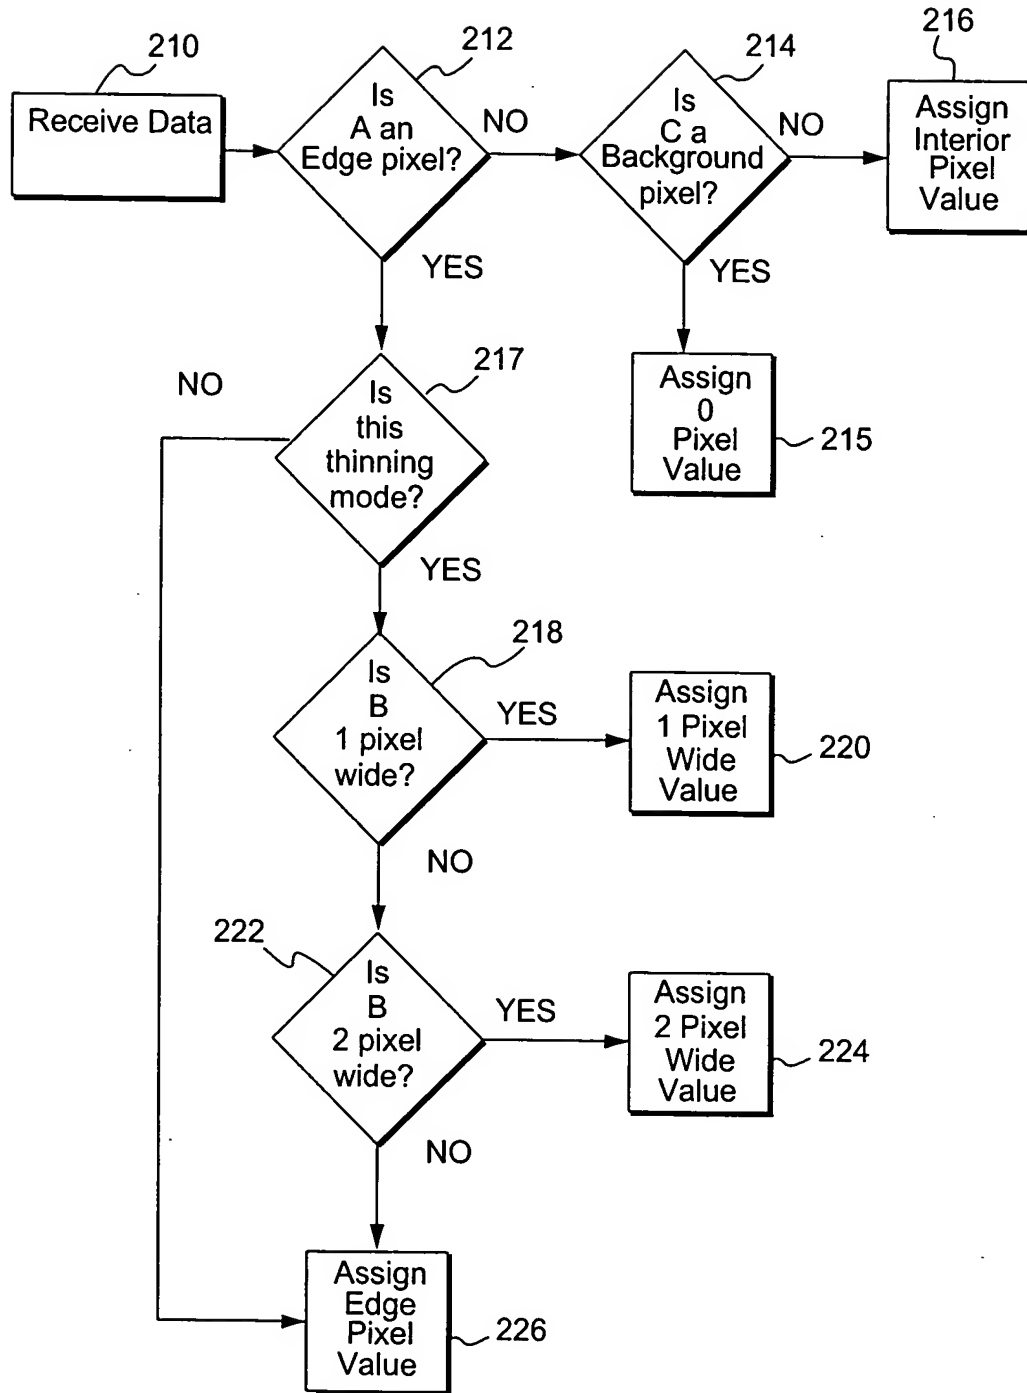 210
Receive Data
212
Is
A an
Edge pixel?
NO
214
Is
C a
Background
pixel?
NO
216
Assign
Interior
Pixel
Value
YES
YES
Assign
0
Pixel
Value
215
NO
217
Is
this
thinning
mode?
YES
218
Is
B
1 pixel
wide?
YES
Assign
1 Pixel
Wide
Value
220
NO
222
Is
B
2 pixel
wide?
YES
Assign
2 Pixel
Wide
Value
224
NO
Assign
Edge
Pixel
Value
226